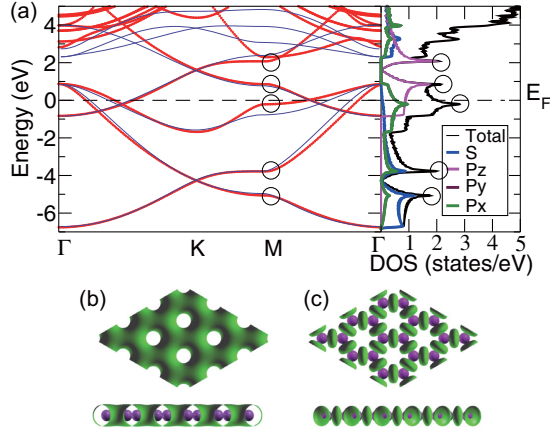 (a)
Energy (eV)
4
2
0
-2
-4
-6
Γ
K
M
Γ
E_F
Total
S
Pz
Py
Px
1
2
3
4
5
DOS (states/eV)
(b)
(c)